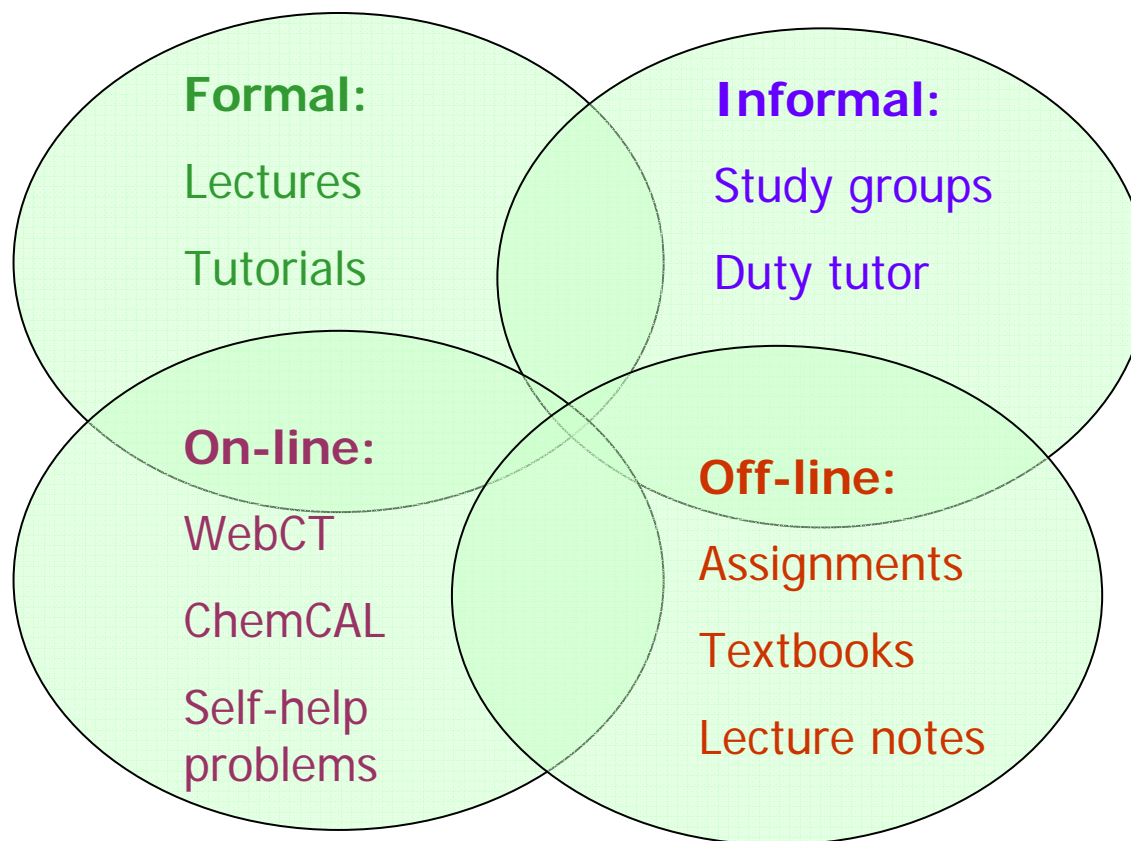 Formal:
Lectures
Tutorials
Informal:
Study groups
Duty tutor
On-line:
WebCT
ChemCAL
Self-help
problems
Off-line:
Assignments
Textbooks
Lecture notes